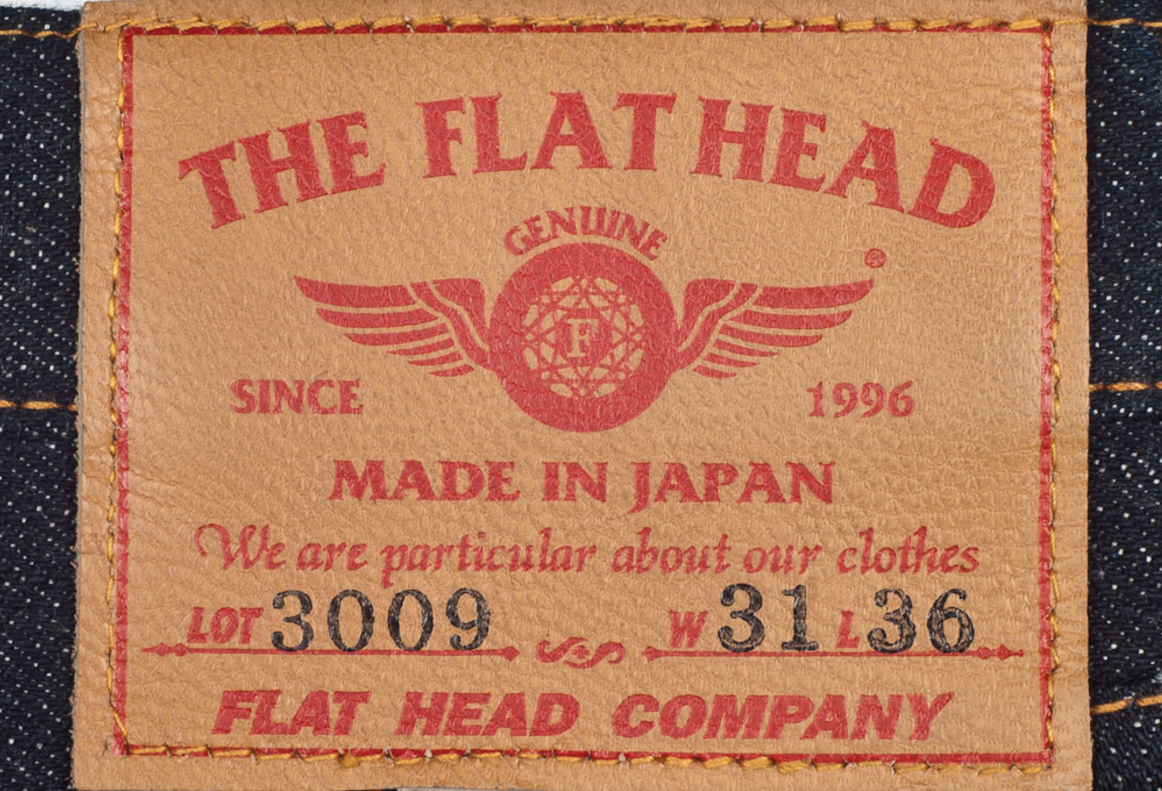 THE FLAT HEAD
GENUINE
®
F
SINCE 1996
MADE IN JAPAN
We are particular about our clothes
LOT 3009 W 31 L 36
FLAT HEAD COMPANY